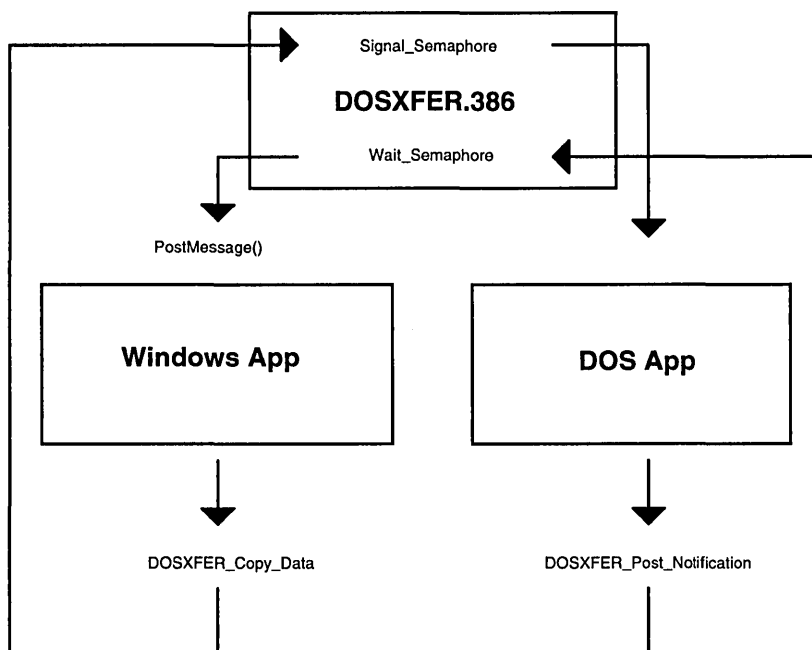 Signal_Semaphore
DOSXFER.386
Wait_Semaphore
PostMessage()
Windows App
DOS App
DOSXFER_Copy_Data
DOSXFER_Post_Notification